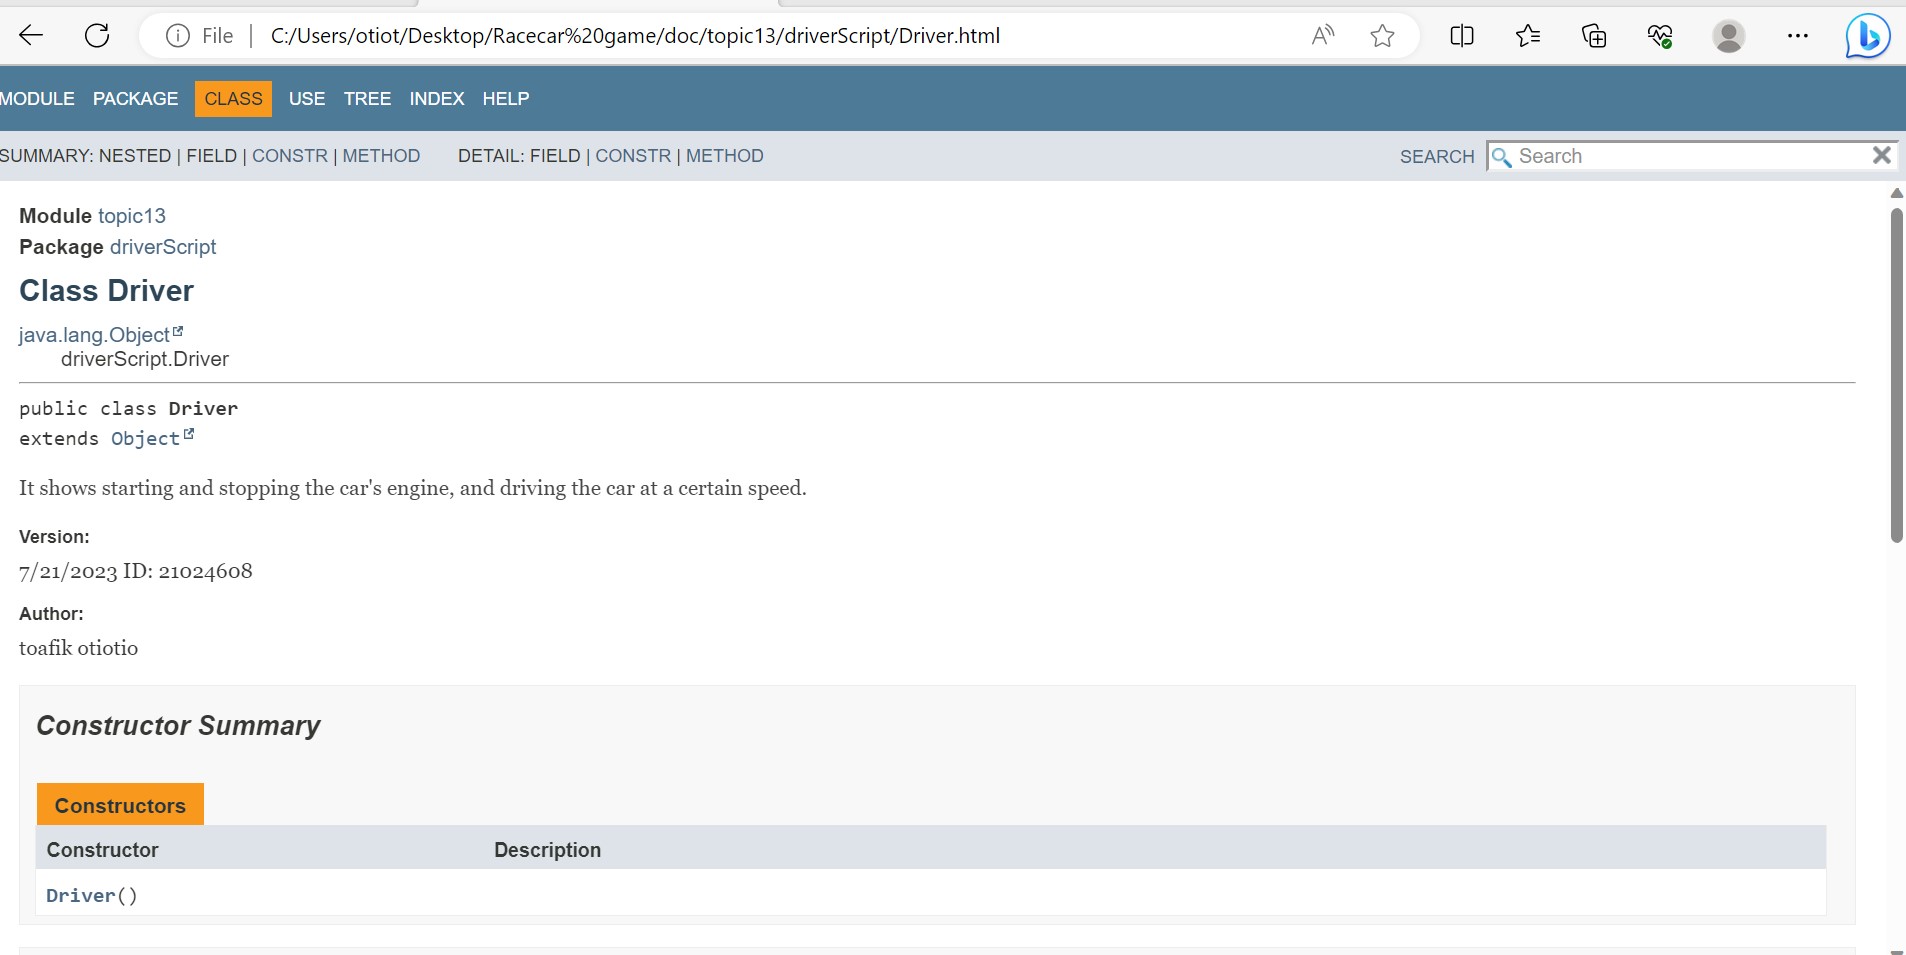 File | C:/Users/otiot/Desktop/Racecar%20game/doc/topic13/driverScript/Driver.html
MODULE PACKAGE CLASS USE TREE INDEX HELP
SUMMARY: NESTED | FIELD | CONSTR | METHOD DETAIL: FIELD | CONSTR | METHOD SEARCH Search
Module topic13
Package driverScript
Class Driver
java.lang.Object
driverScript.Driver
public class Driver
extends Object
It shows starting and stopping the car's engine, and driving the car at a certain speed.
Version:
7/21/2023 ID: 21024608
Author:
toafik otiotio
Constructor Summary
Constructors
Constructor Description
Driver()